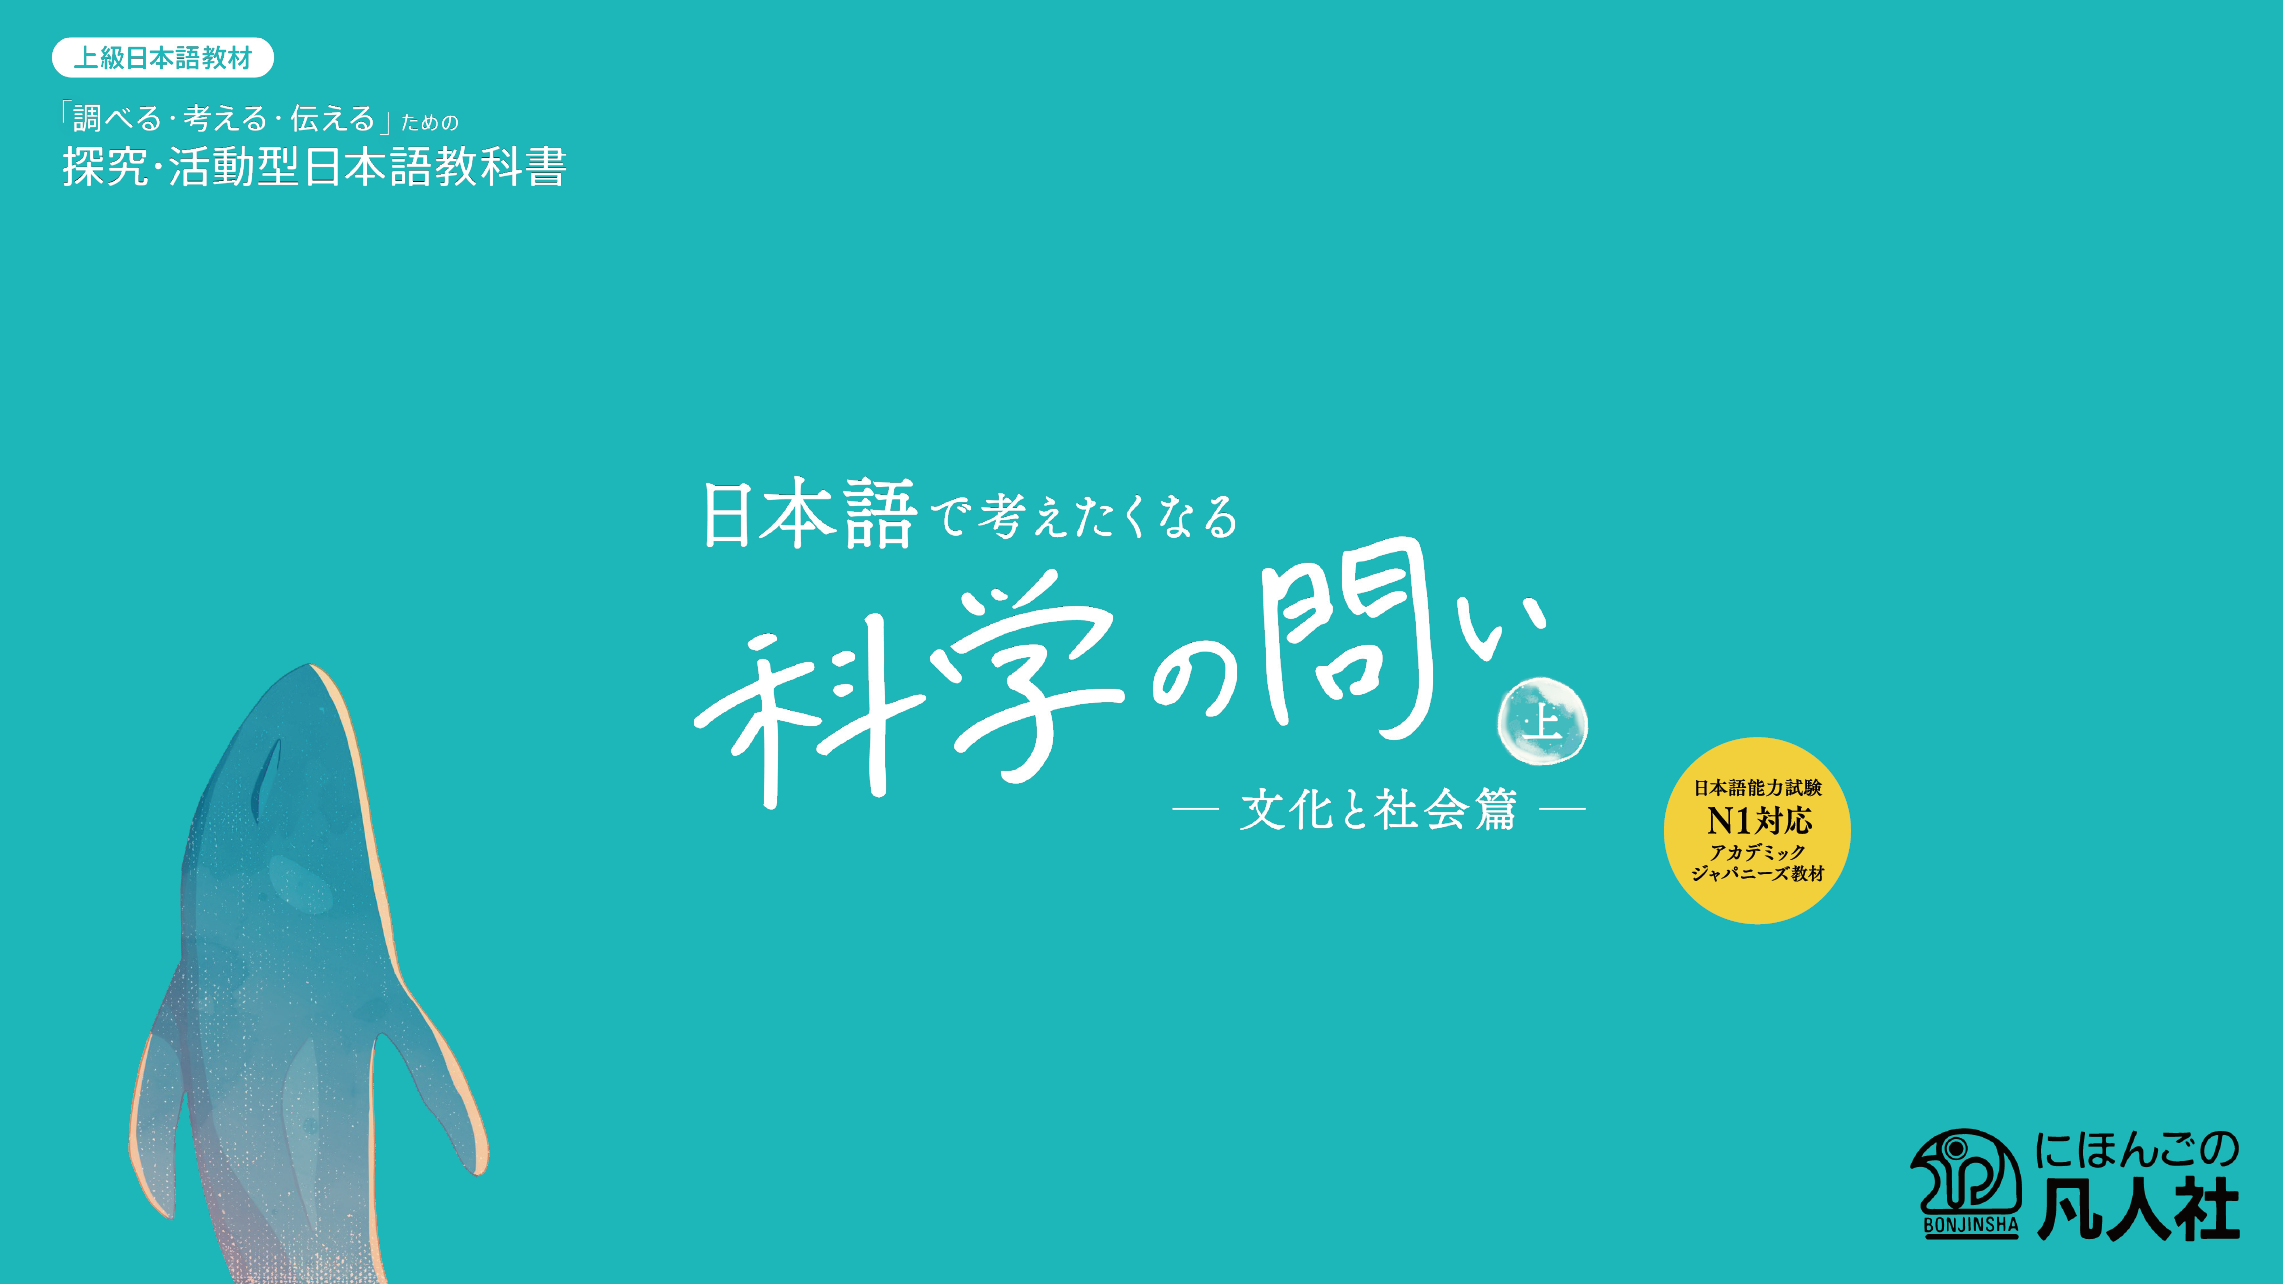 上級日本語教材
「調べる・考える・伝える」ための
探究・活動型日本語教科書
日本語で考えたくなる
科学の問い
上
― 文化と社会篇 ―
日本語能力試験
N1対応
アカデミック
ジャパニーズ教材
にほんごの
凡人社
BONJINSHA